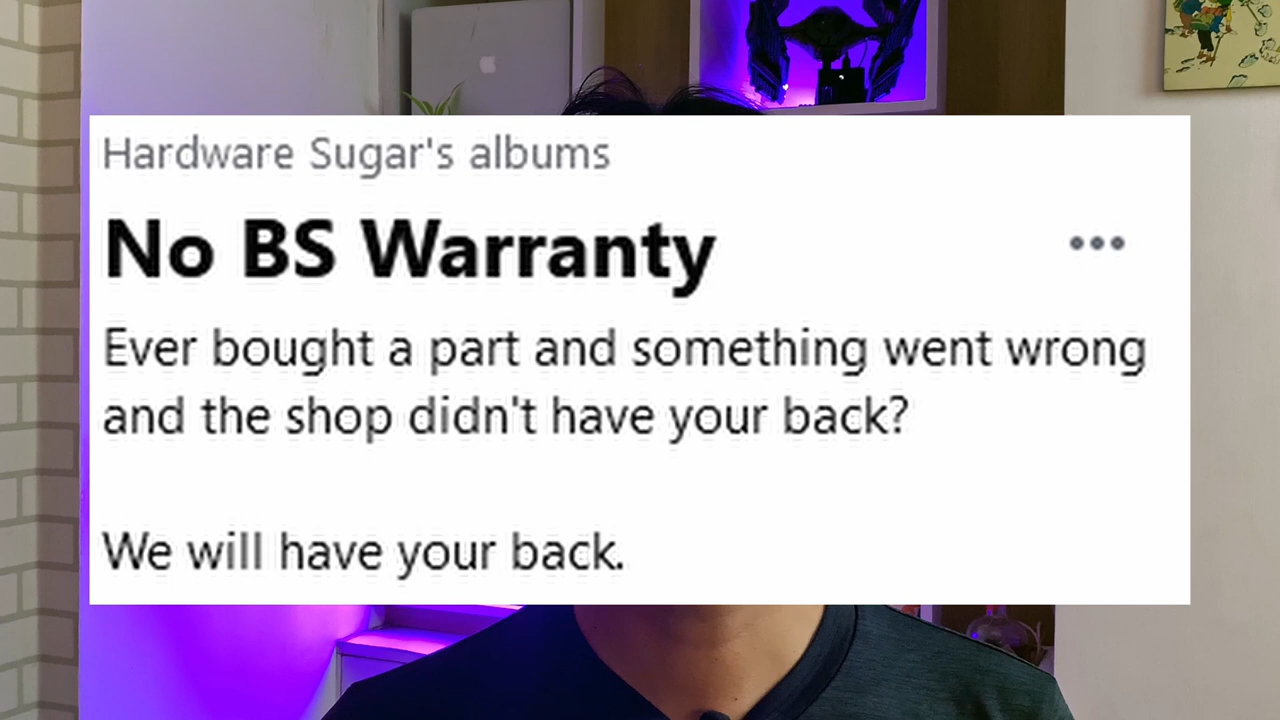 Hardware Sugar's albums
No BS Warranty
Ever bought a part and something went wrong
and the shop didn't have your back?
We will have your back.